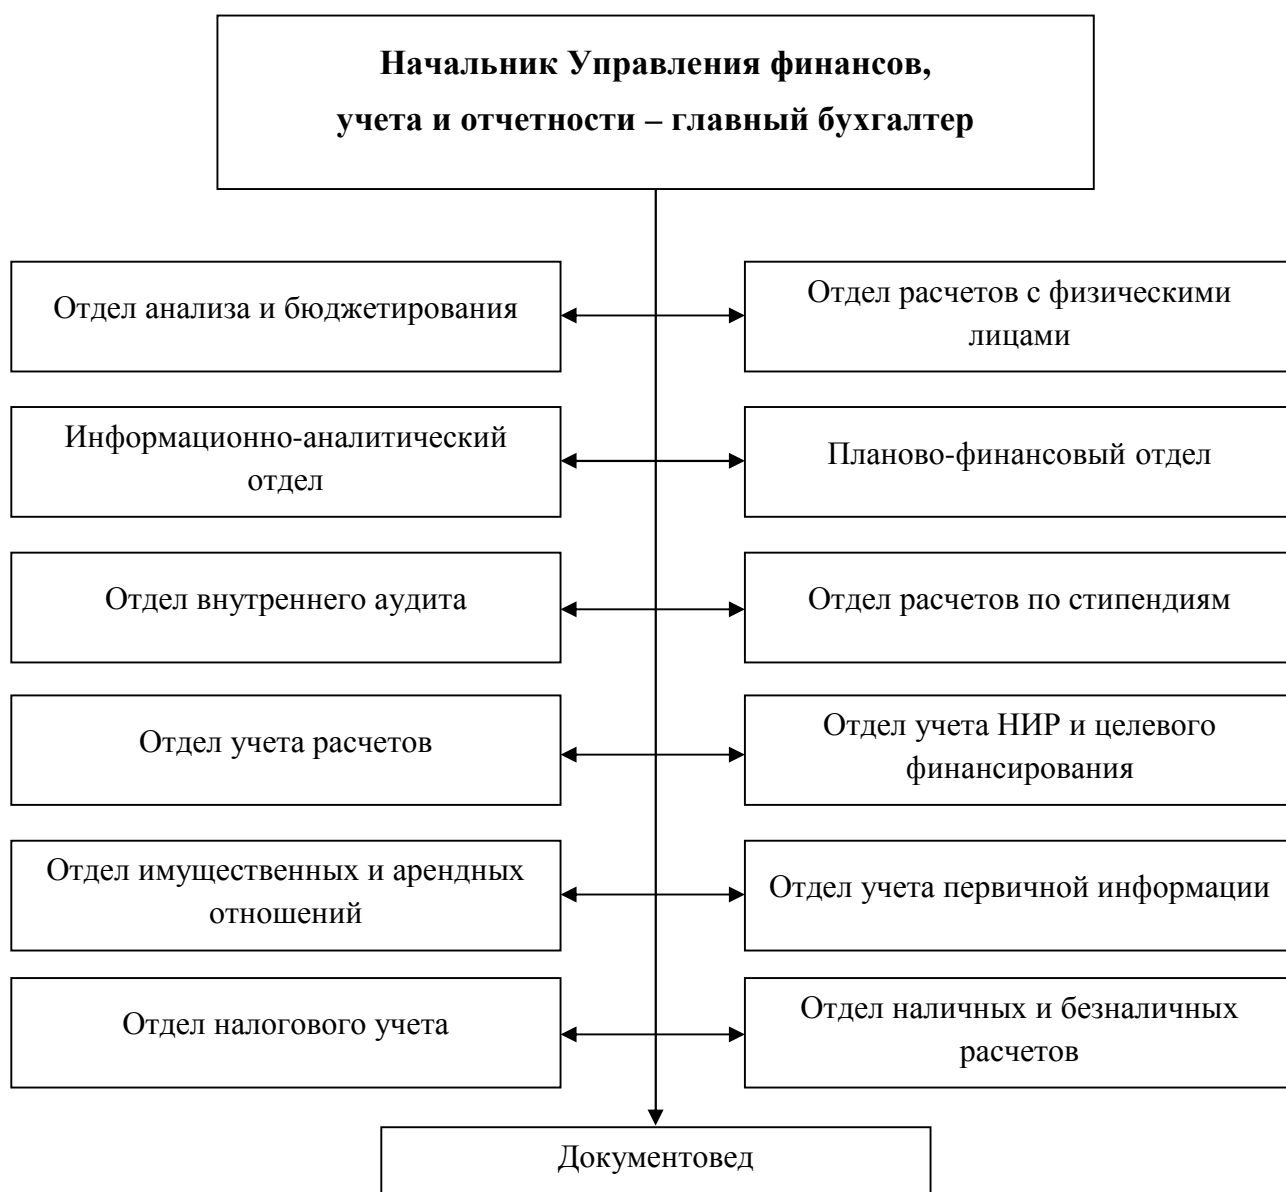 Начальник Управления финансов,
учета и отчетности – главный бухгалтер
Отдел анализа и бюджетирования
Отдел расчетов с физическими
лицами
Информационно-аналитический
отдел
Планово-финансовый отдел
Отдел внутреннего аудита
Отдел расчетов по стипендиям
Отдел учета расчетов
Отдел учета НИР и целевого
финансирования
Отдел имущественных и арендных
отношений
Отдел учета первичной информации
Отдел налогового учета
Отдел наличных и безналичных
расчетов
Документовед